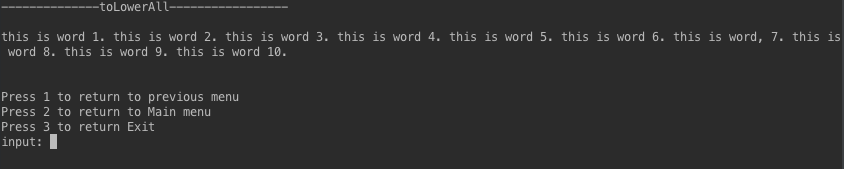 --------------toLowerAll-----------------
this is word 1. this is word 2. this is word 3. this is word 4. this is word 5. this is word 6. this is word, 7. this is
word 8. this is word 9. this is word 10.
Press 1 to return to previous menu
Press 2 to return to Main menu
Press 3 to return Exit
input: